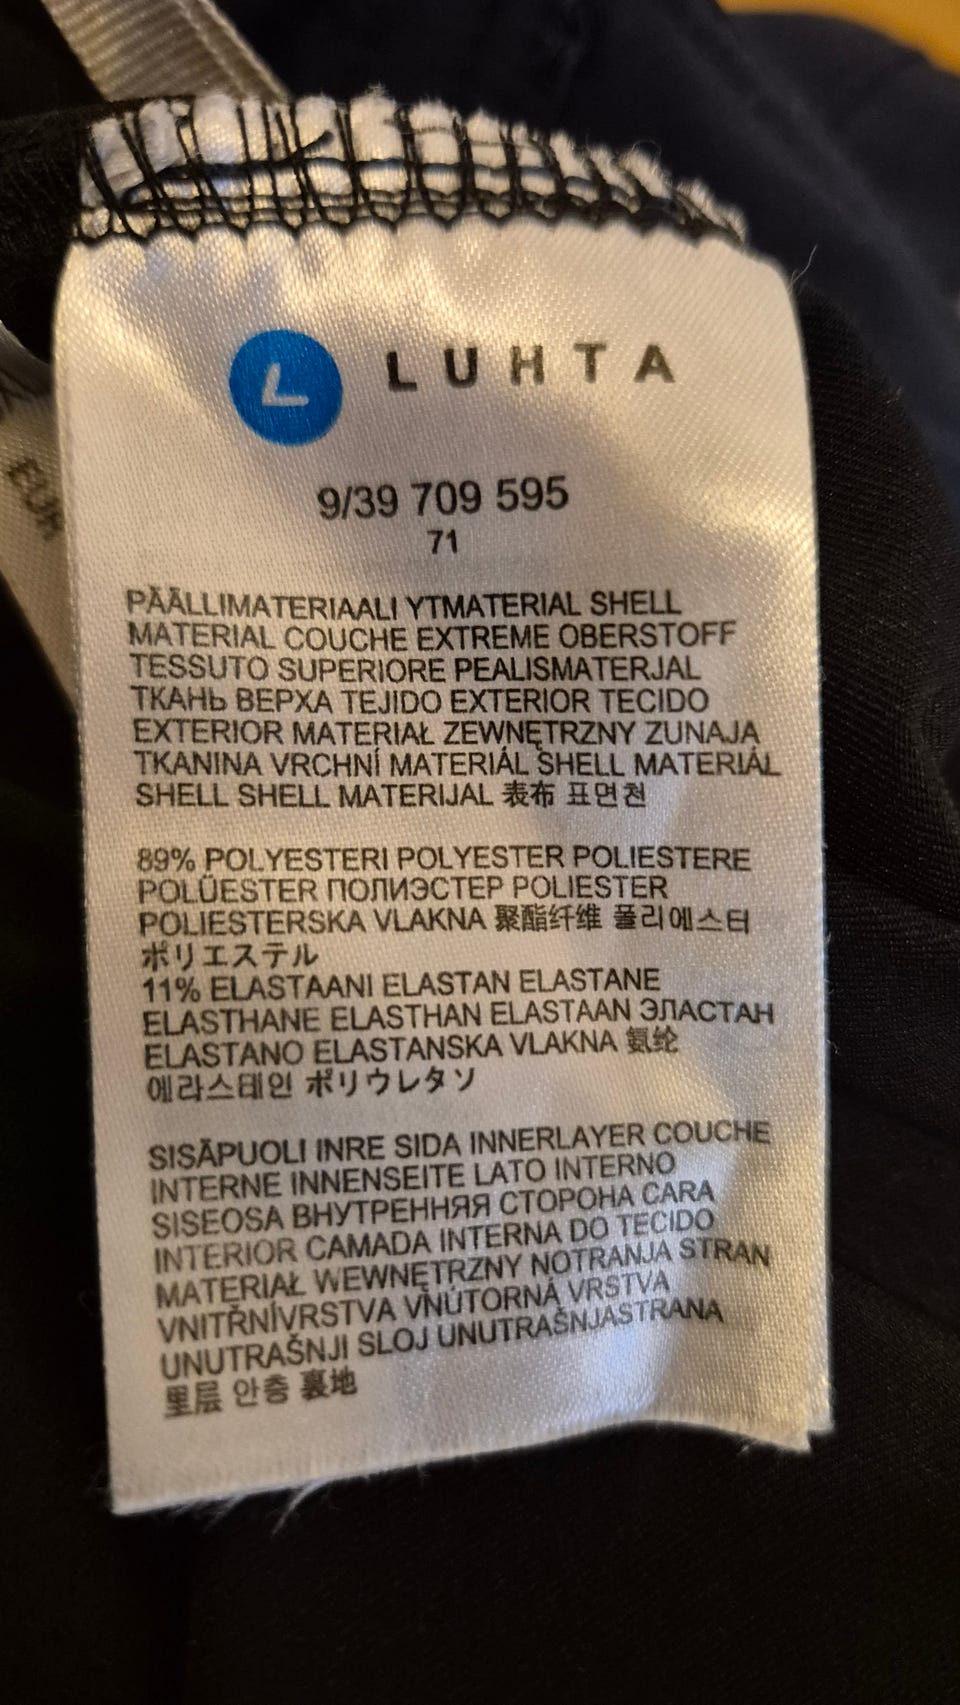 L LUHTA
9/39 709 595
71
PÄÄLLIMATERIAALI YTMATERIAL SHELL
MATERIAL COUCHE EXTREME OBERSTOFF
TESSUTO SUPERIORE PEALISMATERJAL
ТКАНЬ ВЕРХА TEJIDO EXTERIOR TECIDO
EXTERIOR MATERIAŁ ZEWNĘTRZNY ZUNAJA
TKANINA VRCHNÍ MATERIÁL SHELL MATERIÁL
SHELL SHELL MATERIJAL 表布 표면천
89% POLYESTERI POLYESTER POLIESTERE
POLÜESTER ПОЛИЭСТЕР POLIESTER
POLIESTERSKA VLAKNA 聚酯纤维 폴리에스터
ポリエステル
11% ELASTAANI ELASTAN ELASTANE
ELASTHANE ELASTHAN ELASTAAN ЭЛАСТАН
ELASTANO ELASTANSKA VLAKNA 氨纶
에라스테인 ポリウレタソ
SISÄPUOLI INRE SIDA INNERLAYER COUCHE
INTERNE INNENSEITE LATO INTERNO
SISEOSA ВНУТРЕННЯЯ СТОРОНА CARA
INTERIOR CAMADA INTERNA DO TECIDO
MATERIAŁ WEWNĘTRZNY NOTRANJA STRAN
VNITŘNÍVRSTVA VNÚTORNÁ VRSTVA
UNUTRAŠNJI SLOJ UNUTRAŠNJASTRANA
里层 안층 裏地
EUR